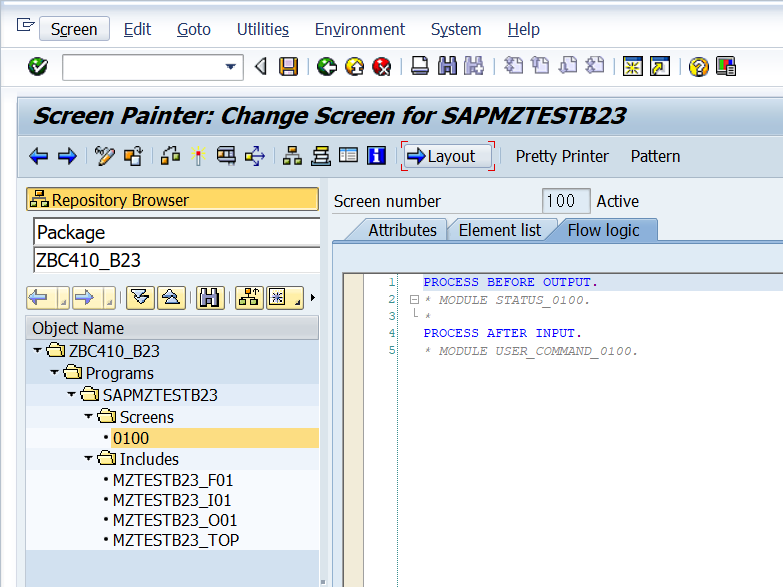 Screen Edit Goto Utilities Environment System Help
Screen Painter: Change Screen for SAPMZTESTB23
Layout Pretty Printer Pattern
Repository Browser
Package
ZBC410_B23
Object Name
ZBC410_B23
Programs
SAPMZTESTB23
Screens
0100
Includes
MZTESTB23_F01
MZTESTB23_I01
MZTESTB23_O01
MZTESTB23_TOP
Screen number 100 Active
Attributes Element list Flow logic
1 PROCESS BEFORE OUTPUT.
2 * MODULE STATUS_0100.
3 *
4 PROCESS AFTER INPUT.
5 * MODULE USER_COMMAND_0100.